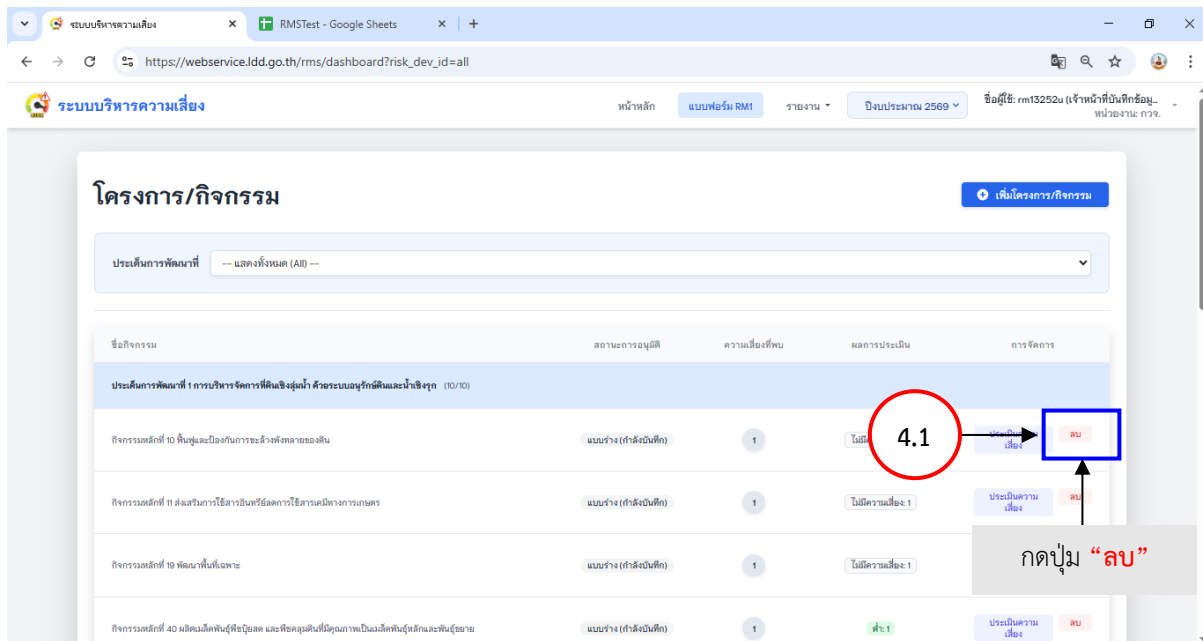 ระบบบริหารความเสี่ยง
RMSTest - Google Sheets
https://webservice.ldd.go.th/rms/dashboard?risk_dev_id=all
ระบบบริหารความเสี่ยง
หน้าหลัก
แบบฟอร์ม RM1
รายงาน
ปีงบประมาณ 2569
ชื่อผู้ใช้: rm13252u (เจ้าหน้าที่บันทึกข้อมู...
หน่วยงาน: กวจ.
โครงการ/กิจกรรม
เพิ่มโครงการ/กิจกรรม
ประเด็นการพัฒนาที่
-- แสดงทั้งหมด (All) --
ชื่อกิจกรรม สถานะการอนุมัติ ความเสี่ยงที่พบ ผลการประเมิน การจัดการ
ประเด็นการพัฒนาที่ 1 การบริหารจัดการที่ดินเชิงลุ่มน้ำ ด้วยระบบอนุรักษ์ดินและน้ำเชิงรุก (10/10)
กิจกรรมหลักที่ 10 ฟื้นฟูและป้องกันการชะล้างพังทลายของดิน แบบร่าง (กำลังบันทึก) 1 ลบ
4.1
กิจกรรมหลักที่ 11 ส่งเสริมการใช้สารอินทรีย์ลดการใช้สารเคมีทางการเกษตร แบบร่าง (กำลังบันทึก) 1 ไม่มีความเสี่ยง: 1 ประเมินความ
เสี่ยง
ลบ
กดปุ่ม “ลบ”
กิจกรรมหลักที่ 19 พัฒนาพื้นที่เฉพาะ แบบร่าง (กำลังบันทึก) 1 ไม่มีความเสี่ยง: 1
กิจกรรมหลักที่ 40 ผลิตเมล็ดพันธุ์พืชปุ๋ยสด และพืชคลุมดินที่มีคุณภาพเป็นเมล็ดพันธุ์หลักและพันธุ์ขยาย แบบร่าง (กำลังบันทึก) 1 ต่ำ: 1 ประเมินความ
เสี่ยง
ลบ